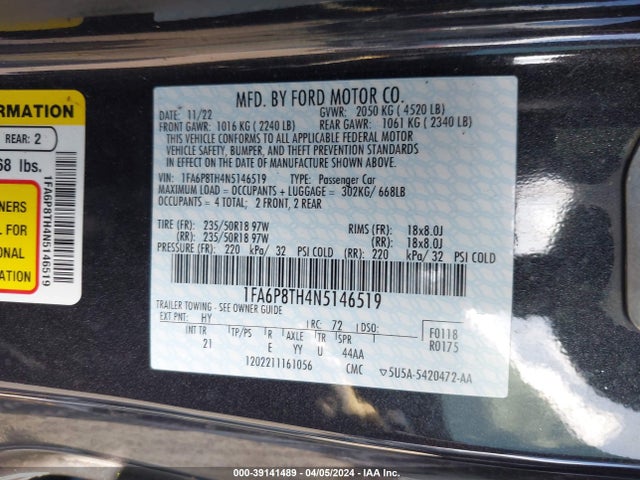 ORMATION
REAR: 2
68 lbs.
NERS
L FOR
ONAL
ATION
1FA6P8TH4N5146519
MFD. BY FORD MOTOR CO.
DATE: 11/22 GVWR: 2050 KG ( 4520 LB)
FRONT GAWR: 1016 KG ( 2240 LB) REAR GAWR: 1061 KG ( 2340 LB)
THIS VEHICLE CONFORMS TO ALL APPLICABLE FEDERAL MOTOR
VEHICLE SAFETY, BUMPER, AND THEFT PREVENTION STANDARDS
IN EFFECT ON THE DATE OF MANUFACTURE SHOWN ABOVE.
VIN: 1FA6P8TH4N5146519 TYPE: Passenger Car
MAXIMUM LOAD = OCCUPANTS + LUGGAGE = 302KG/ 668LB
OCCUPANTS = 4 TOTAL; 2 FRONT, 2 REAR
TIRE (FR): 235/50R18 97W RIMS (FR): 18x8.0J
(RR): 235/50R18 97W (RR): 18x8.0J
PRESSURE (FR): 220 kPa/ 32 PSI COLD (RR): 220 kPa/ 32 PSI COLD
1FA6P8TH4N5146519
TRAILER TOWING - SEE OWNER GUIDE
EXT PNT: HY RC: 72 DSO: F0118
INT TR TP/PS R AXLE TR SPR R0175
21 E YY U 44AA
1202211161056 CMC 5U5A-5420472-AA
000-39141489 - 04/05/2024 - IAA Inc.